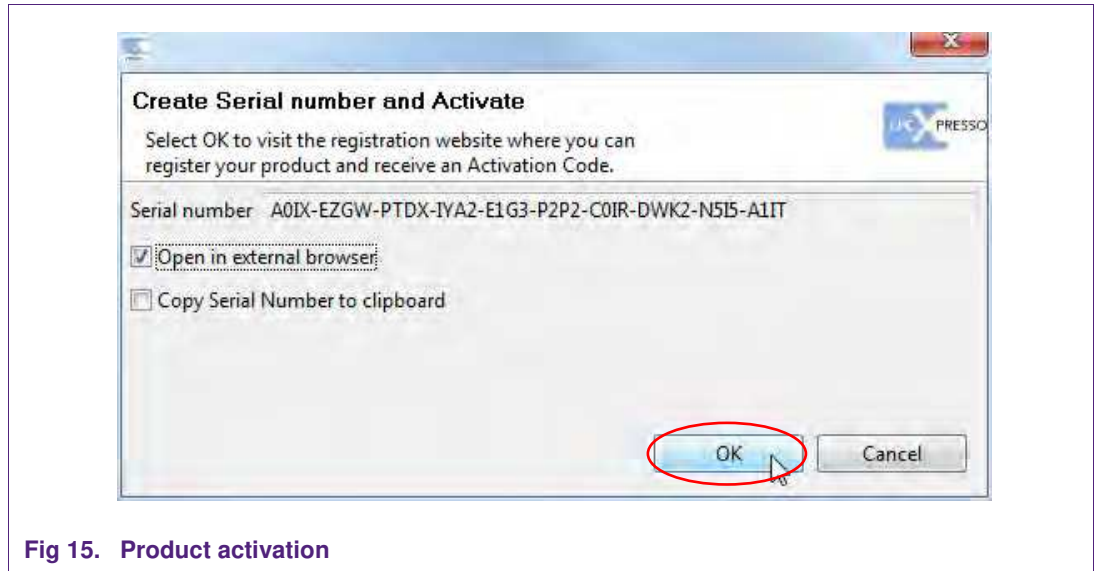 Create Serial number and Activate
Select OK to visit the registration website where you can
register your product and receive an Activation Code.
LPC X PRESSO
Serial number A0IX-EZGW-PTDX-IYA2-E1G3-P2P2-C0IR-DWK2-N5I5-A1IT
Open in external browser
Copy Serial Number to clipboard
OK Cancel
Fig 15. Product activation